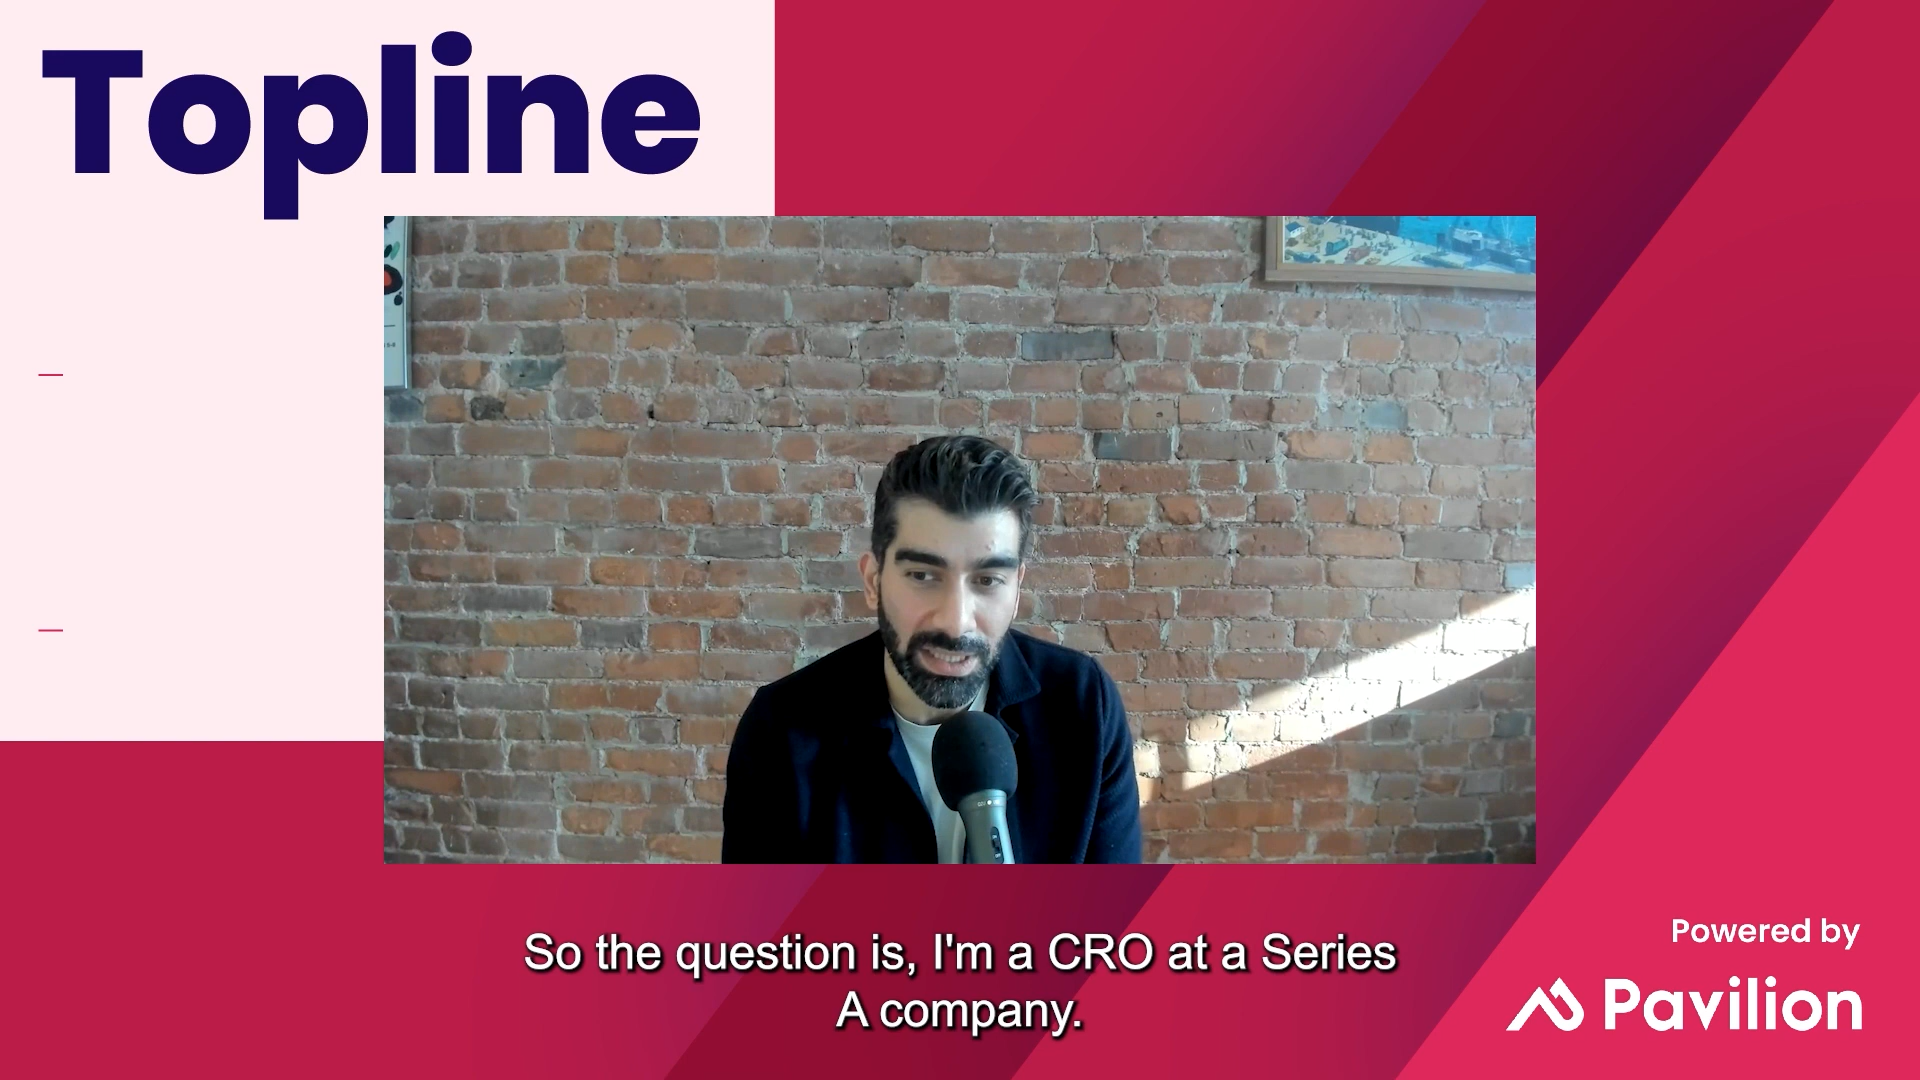 Topline
So the question is, I'm a CRO at a Series
A company.
Powered by
Pavilion